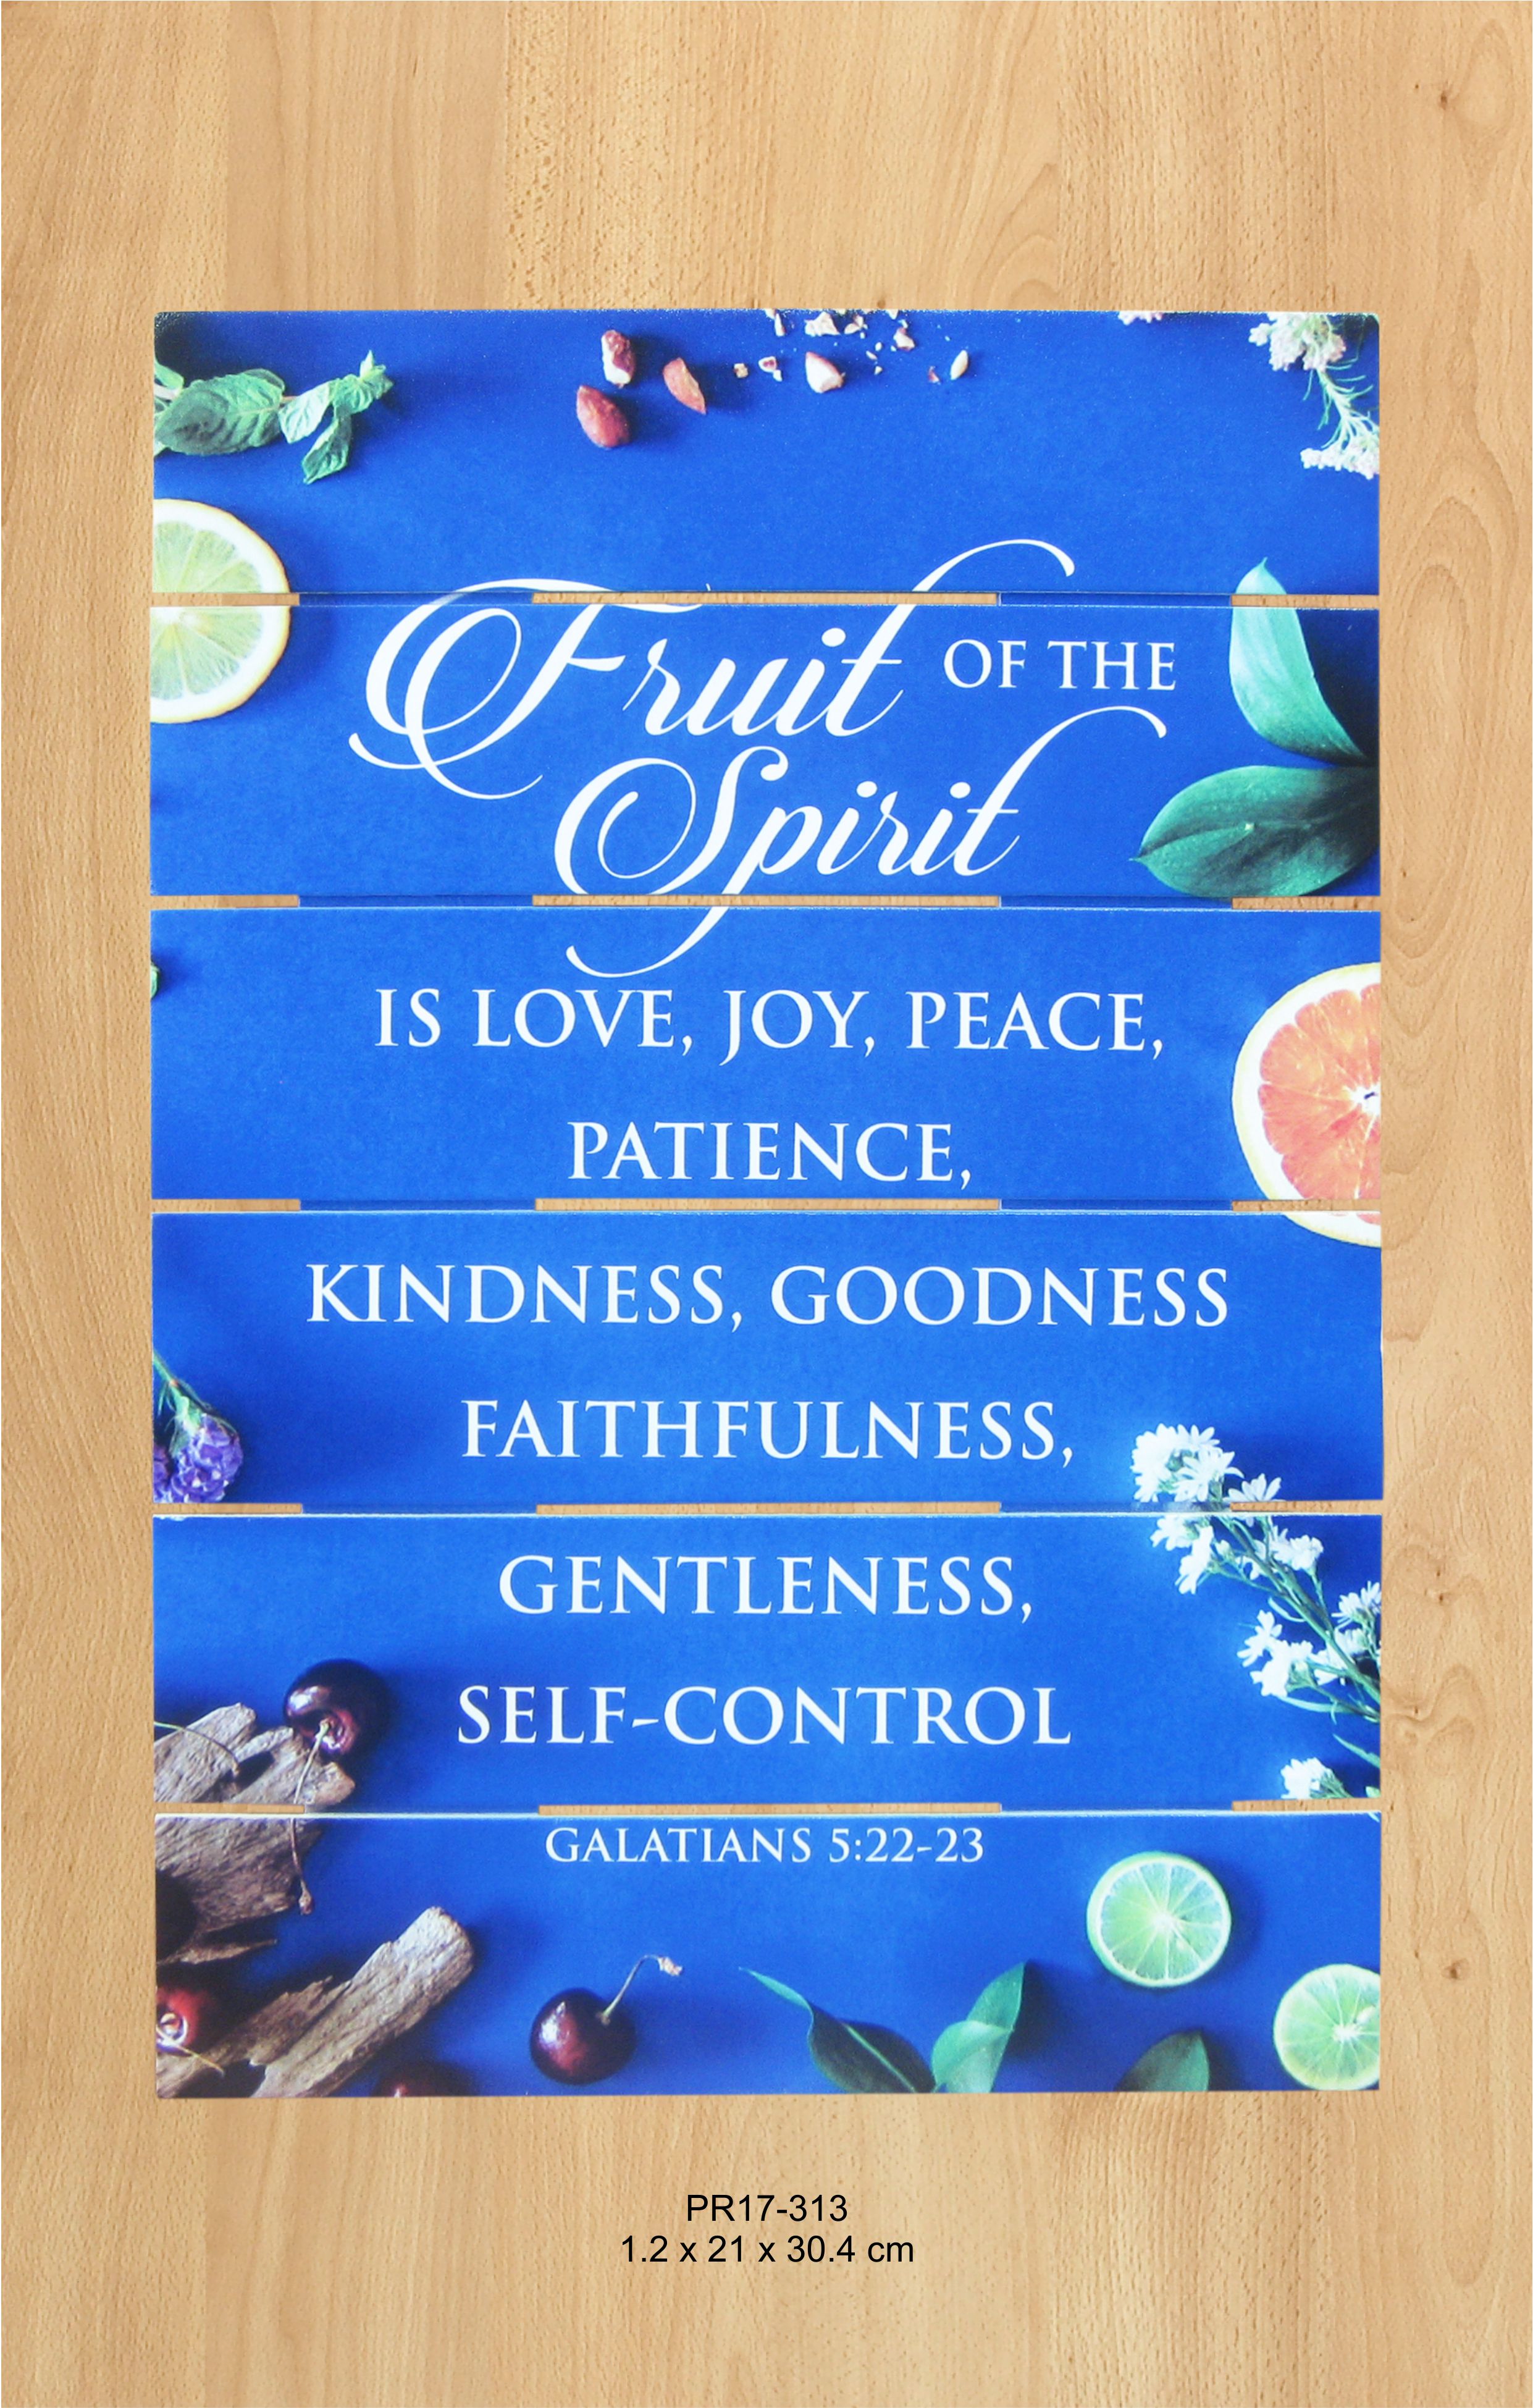 Fruit OF THE
Spirit
IS LOVE, JOY, PEACE,
PATIENCE,
KINDNESS, GOODNESS
FAITHFULNESS,
GENTLENESS,
SELF-CONTROL
GALATIANS 5:22-23
PR17-313
1.2 x 21 x 30.4 cm